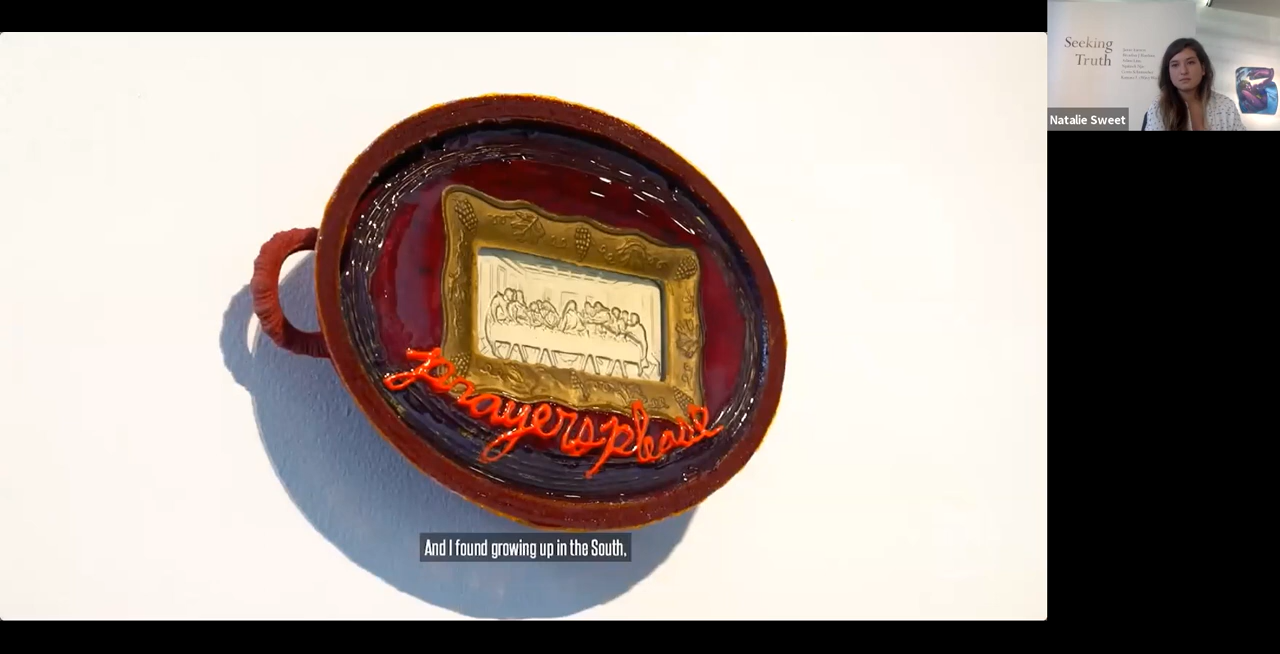 Seeking
Truth
Natalie Sweet
prayers please
And I found growing up in the South,